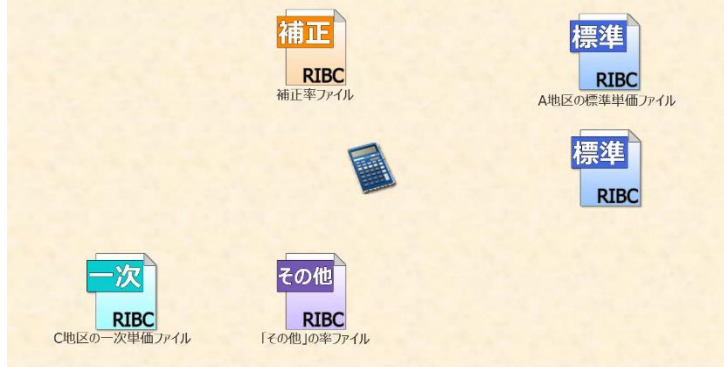 補正
RIBC
補正率ファイル
標準
RIBC
A地区の標準単価ファイル
標準
RIBC
一次
RIBC
C地区の一次単価ファイル
その他
RIBC
「その他」の率ファイル